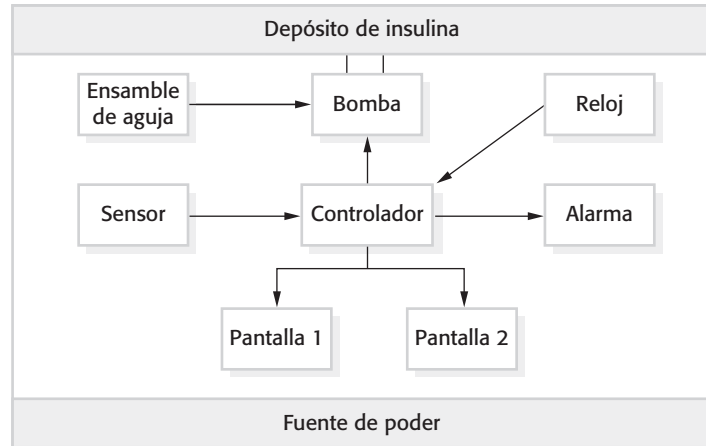 Depósito de insulina
Ensamble
de aguja
Bomba
Reloj
Sensor
Controlador
Alarma
Pantalla 1
Pantalla 2
Fuente de poder